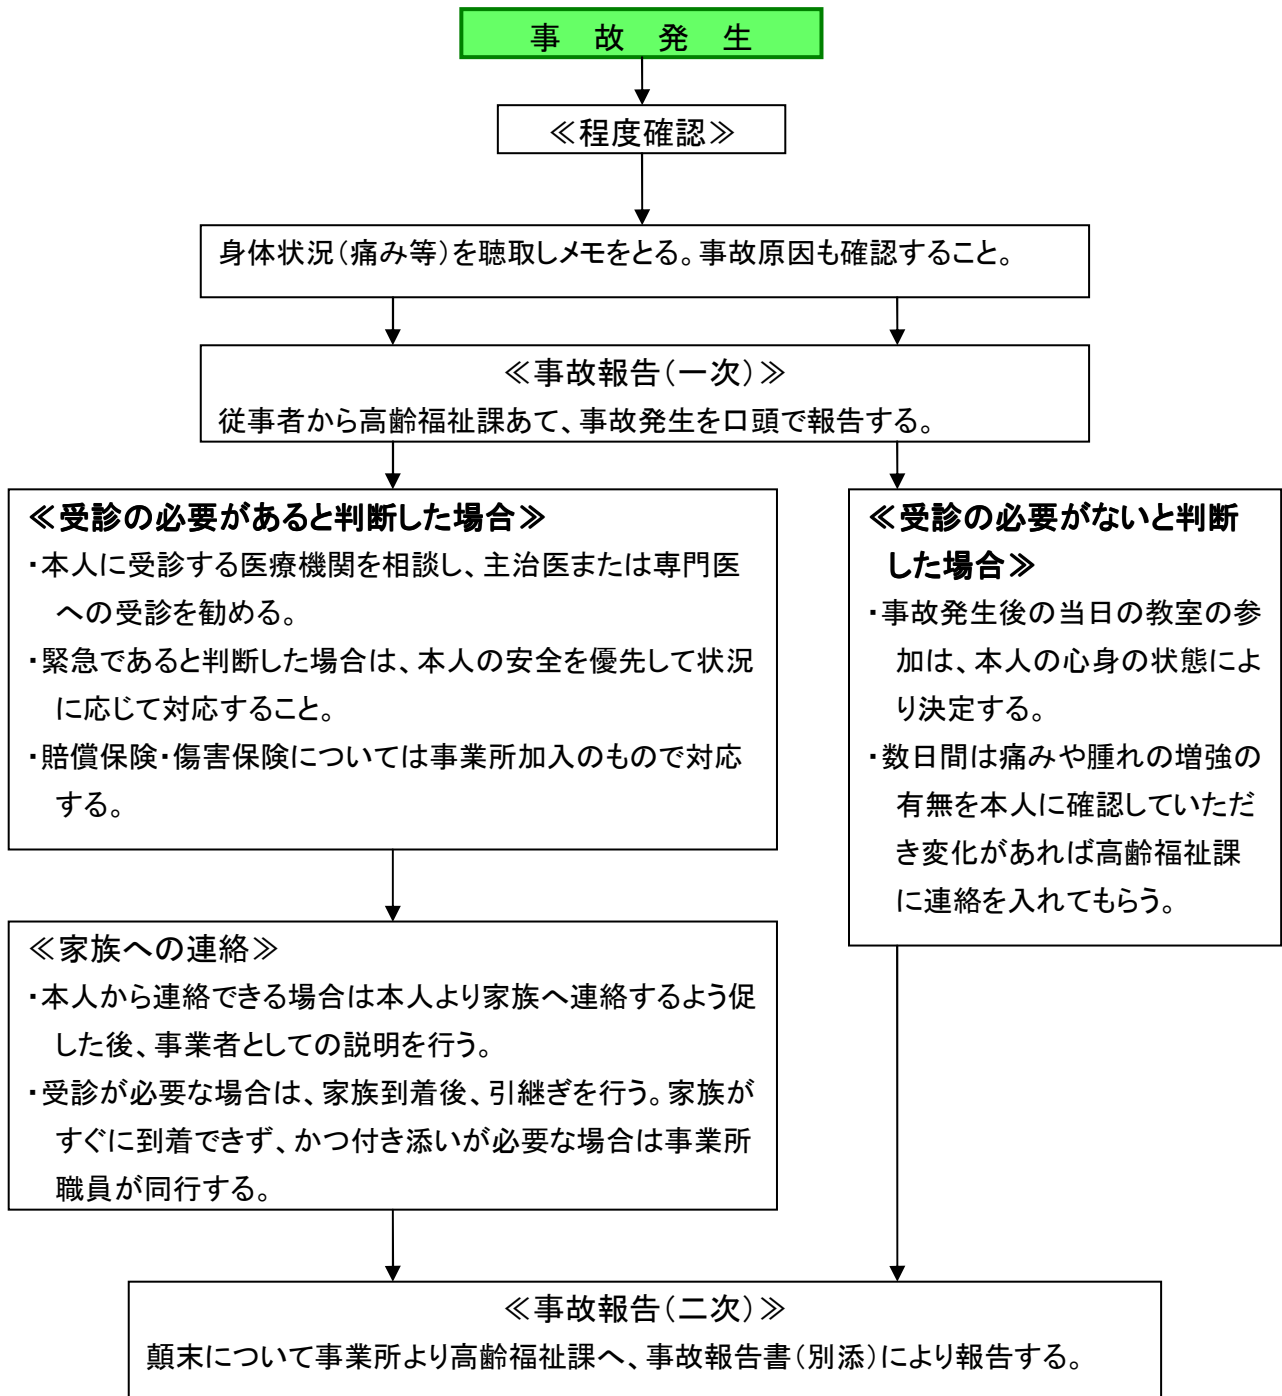 事　故　発　生
≪程度確認≫
身体状況（痛み等）を聴取しメモをとる。事故原因も確認すること。
≪事故報告（一次）≫
従事者から高齢福祉課あて、事故発生を口頭で報告する。
≪受診の必要があると判断した場合≫
・本人に受診する医療機関を相談し、主治医または専門医
への受診を勧める。
・緊急であると判断した場合は、本人の安全を優先して状況
に応じて対応すること。
・賠償保険・傷害保険については事業所加入のもので対応
する。
≪受診の必要がないと判断
した場合≫
・事故発生後の当日の教室の参
加は、本人の心身の状態によ
り決定する。
・数日間は痛みや腫れの増強の
有無を本人に確認していただ
き変化があれば高齢福祉課
に連絡を入れてもらう。
≪家族への連絡≫
・本人から連絡できる場合は本人より家族へ連絡するよう促
した後、事業者としての説明を行う。
・受診が必要な場合は、家族到着後、引継ぎを行う。家族が
すぐに到着できず、かつ付き添いが必要な場合は事業所
職員が同行する。
≪事故報告（二次）≫
顛末について事業所より高齢福祉課へ、事故報告書（別添）により報告する。